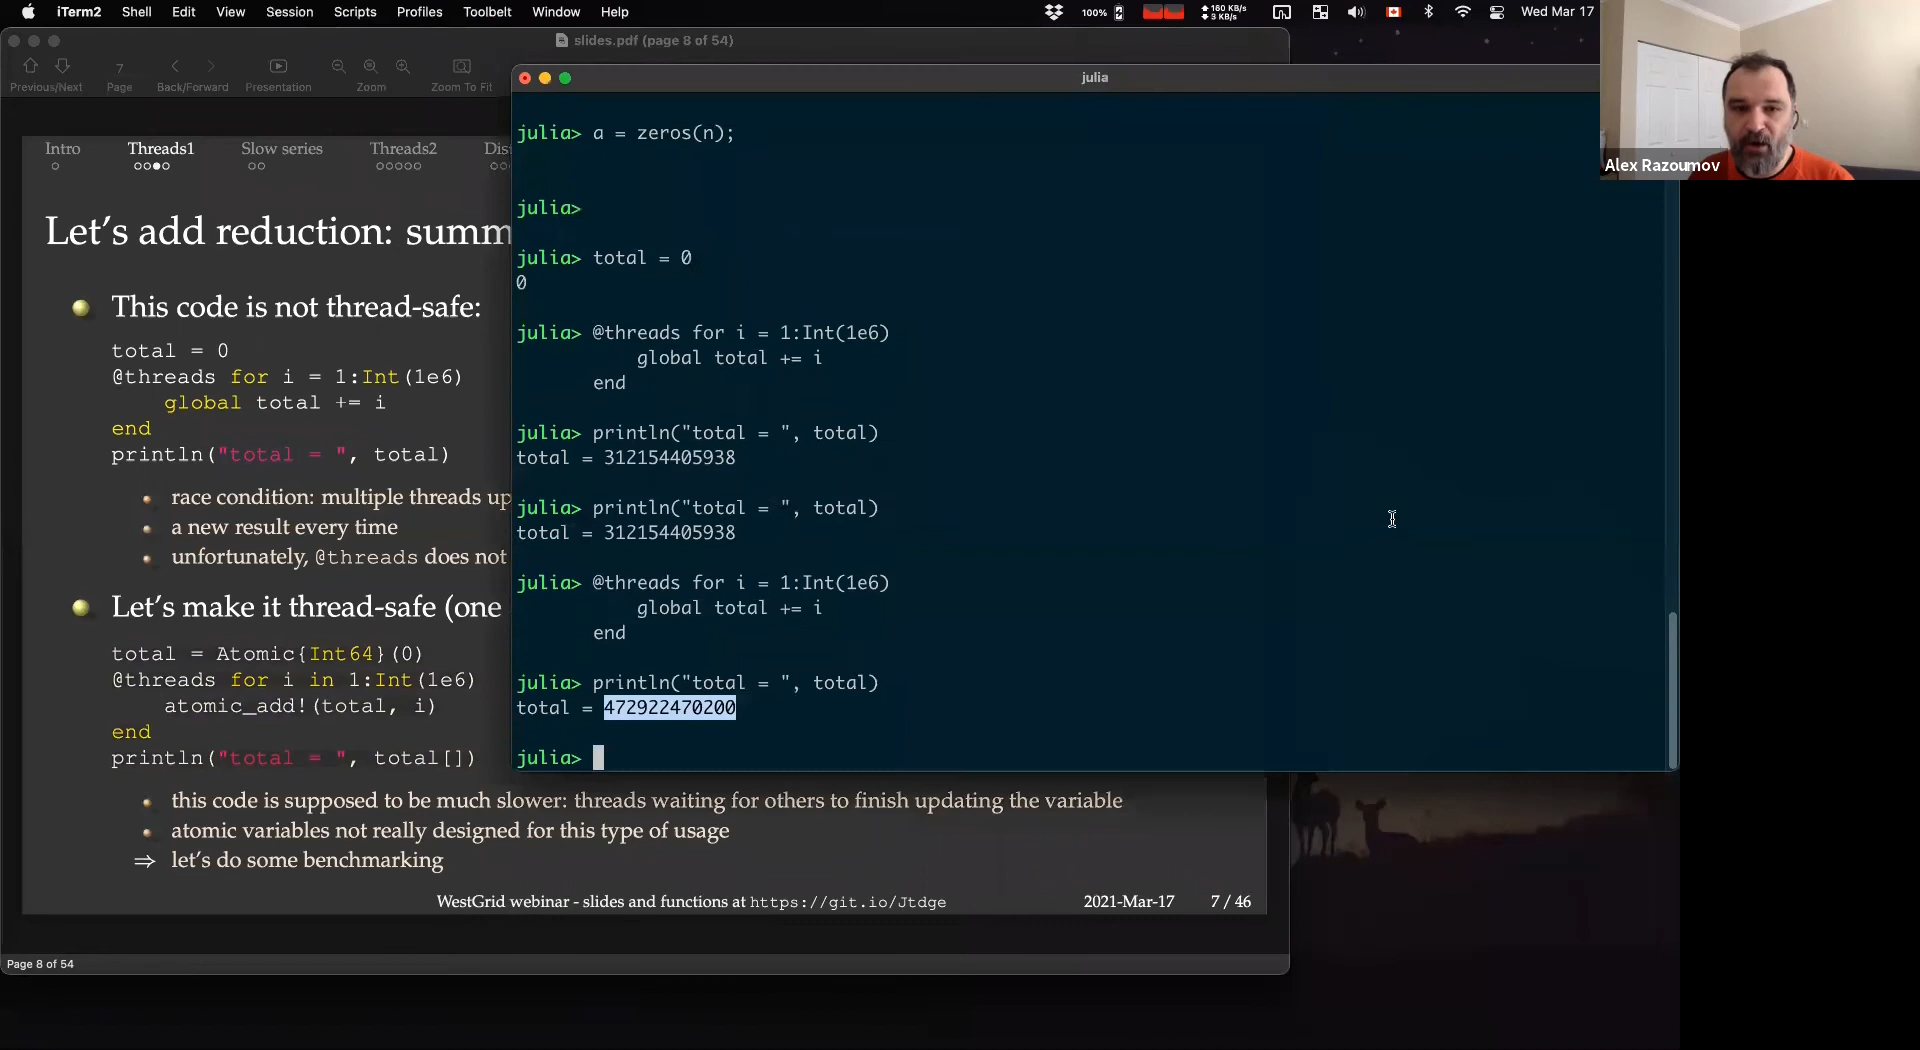 iTerm2 Shell Edit View Session Scripts Profiles Toolbelt Window Help 100% 160 KB/s 3 KB/s Wed Mar 17
slides.pdf (page 8 of 54)
7
Previous/Next Page Back/Forward Presentation Zoom Zoom To Fit
julia
Alex Razoumov
Intro Threads1 Slow series Threads2
Let's add reduction:
This code is not thread-safe:
total = 0
@threads for i = 1:Int(1e6)
global total += i
end
println("total = ", total)
race condition: multiple threads
a new result every time
unfortunately, @threads does not
Let's make it thread-safe (one
total = Atomic{Int64}(0)
@threads for i in 1:Int(1e6)
atomic_add!(total, i)
end
println("total = ", total[])
this code is supposed to be much slower: threads waiting for others to finish updating the variable
atomic variables not really designed for this type of usage
⇒ let's do some benchmarking
WestGrid webinar - slides and functions at https://git.io/Jtdge 2021-Mar-17 7 / 46
Page 8 of 54
julia> a = zeros(n);
julia>
julia> total = 0
0
julia> @threads for i = 1:Int(1e6)
global total += i
end
julia> println("total = ", total)
total = 312154405938
julia> println("total = ", total)
total = 312154405938
julia> @threads for i = 1:Int(1e6)
global total += i
end
julia> println("total = ", total)
total = 472922470200
julia>